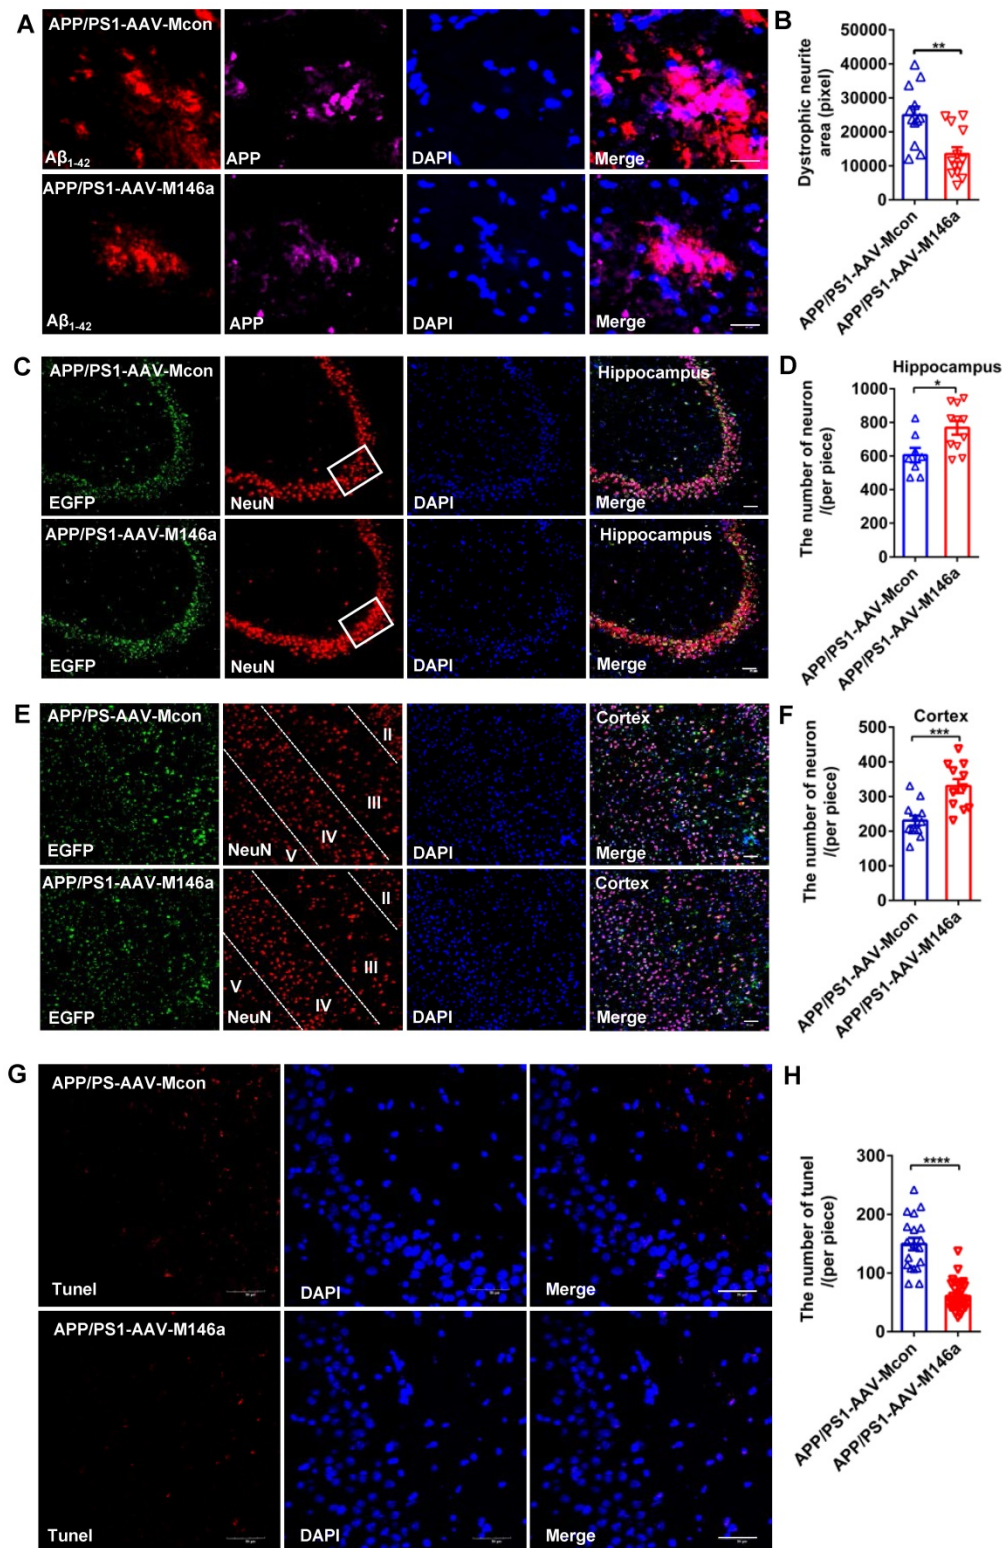 A
APP/PS1-AAV-Mcon
Aβ1-42
APP
DAPI
Merge
APP/PS1-AAV-M146a
Aβ1-42
APP
DAPI
Merge
B
50000
40000
30000
20000
10000
0
**
Dystrophic neurite
area (pixel)
APP/PS1-AAV-Mcon
APP/PS1-AAV-M146a
C
APP/PS1-AAV-Mcon
Hippocampus
EGFP
NeuN
DAPI
Merge
APP/PS1-AAV-M146a
Hippocampus
EGFP
NeuN
DAPI
Merge
D
Hippocampus
1000
800
600
400
200
0
*
The number of neuron
/(per piece)
APP/PS1-AAV-Mcon
APP/PS1-AAV-M146a
E
APP/PS-AAV-Mcon
Cortex
II
III
IV
V
EGFP
NeuN
DAPI
Merge
APP/PS1-AAV-M146a
Cortex
II
III
IV
V
EGFP
NeuN
DAPI
Merge
F
Cortex
500
400
300
200
100
0
***
The number of neuron
/(per piece)
APP/PS1-AAV-Mcon
APP/PS1-AAV-M146a
G
APP/PS-AAV-Mcon
Tunel
DAPI
Merge
APP/PS1-AAV-M146a
Tunel
DAPI
Merge
H
300
200
100
0
****
The number of tunel
/(per piece)
APP/PS1-AAV-Mcon
APP/PS1-AAV-M146a